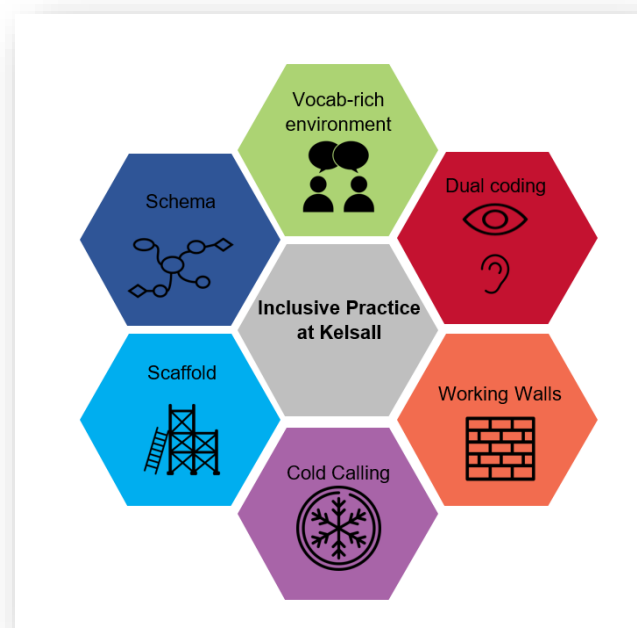 Vocab-rich
environment
Dual coding
Schema
Inclusive Practice
at Kelsall
Scaffold
Working Walls
Cold Calling